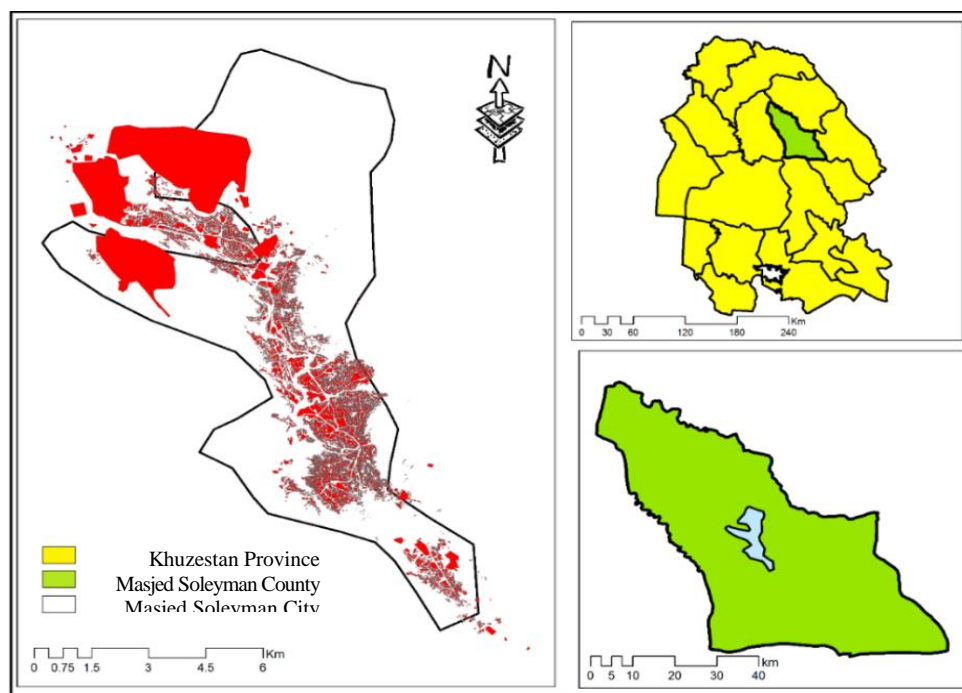 N
Khuzestan Province
Masjed Soleyman County
Masjed Soleyman City
0 0.75 1.5 3 4.5 6 Km
0 30 60 120 180 240 Km
0 5 10 20 30 40 km